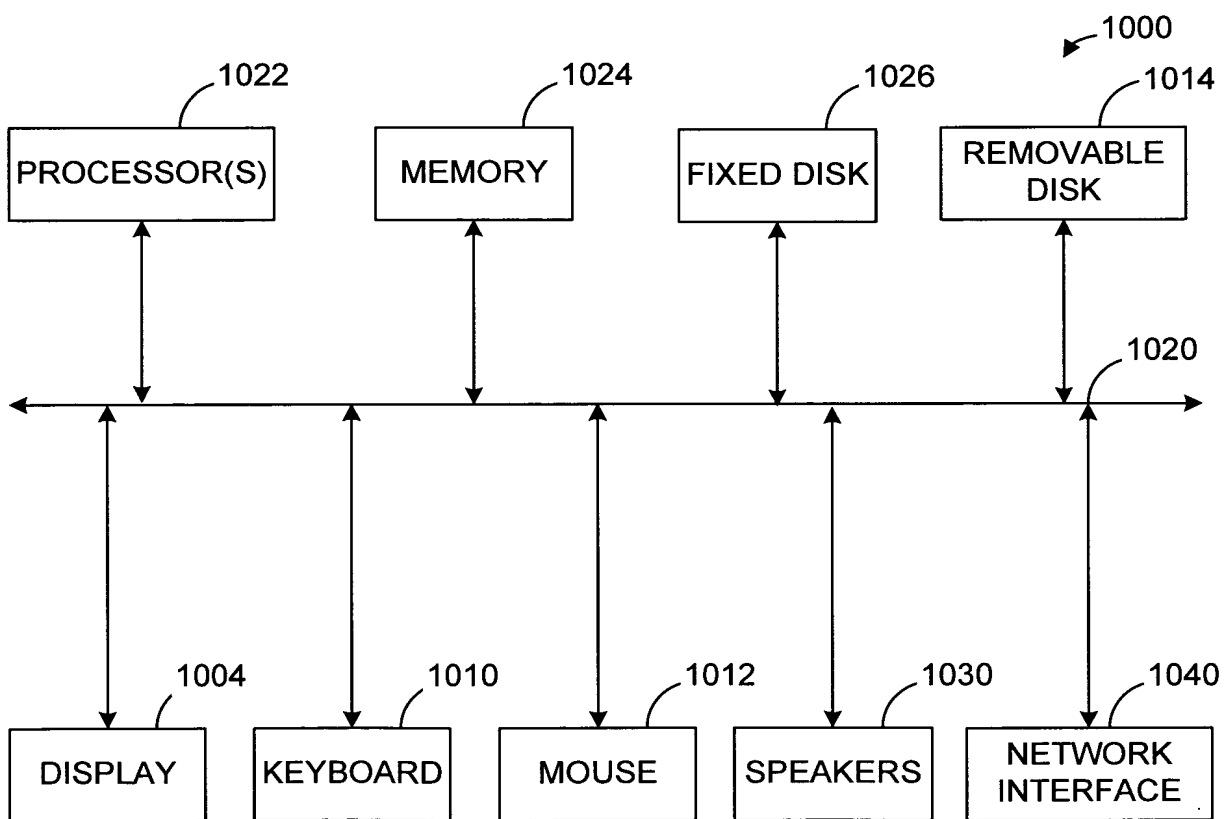 1000
1022
1024
1026
1014
PROCESSOR(S)
MEMORY
FIXED DISK
REMOVABLE
DISK
1020
1004
1010
1012
1030
1040
DISPLAY
KEYBOARD
MOUSE
SPEAKERS
NETWORK
INTERFACE